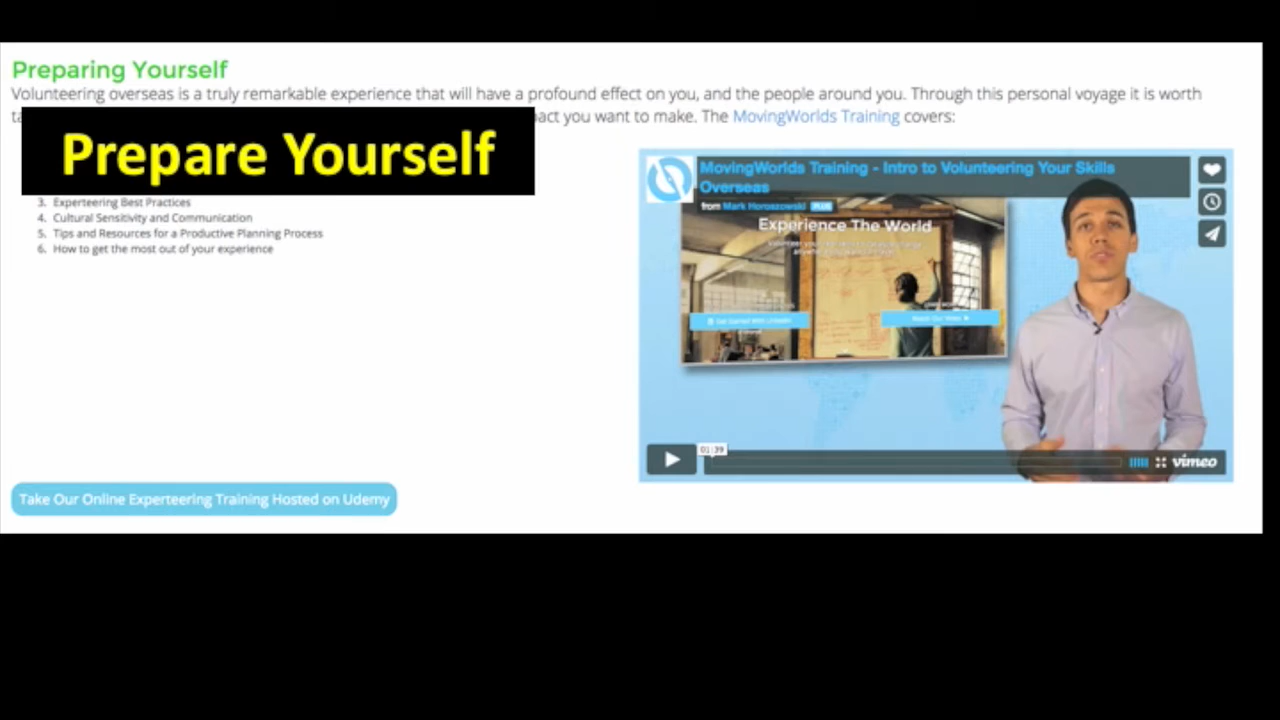 Preparing Yourself
Volunteering overseas is a truly remarkable experience that will have a profound effect on you, and the people around you. Through this personal voyage it is worth
you want to make. The MovingWorlds Training covers:
Prepare Yourself
3. Experteering Best Practices
4. Cultural Sensitivity and Communication
5. Tips and Resources for a Productive Planning Process
6. How to get the most out of your experience
MovingWorlds Training - Intro to Volunteering Your Skills
Overseas
from Mark Horoszowski PLUS
Experience The World
01:39
vimeo
Take Our Online Experteering Training Hosted on Udemy